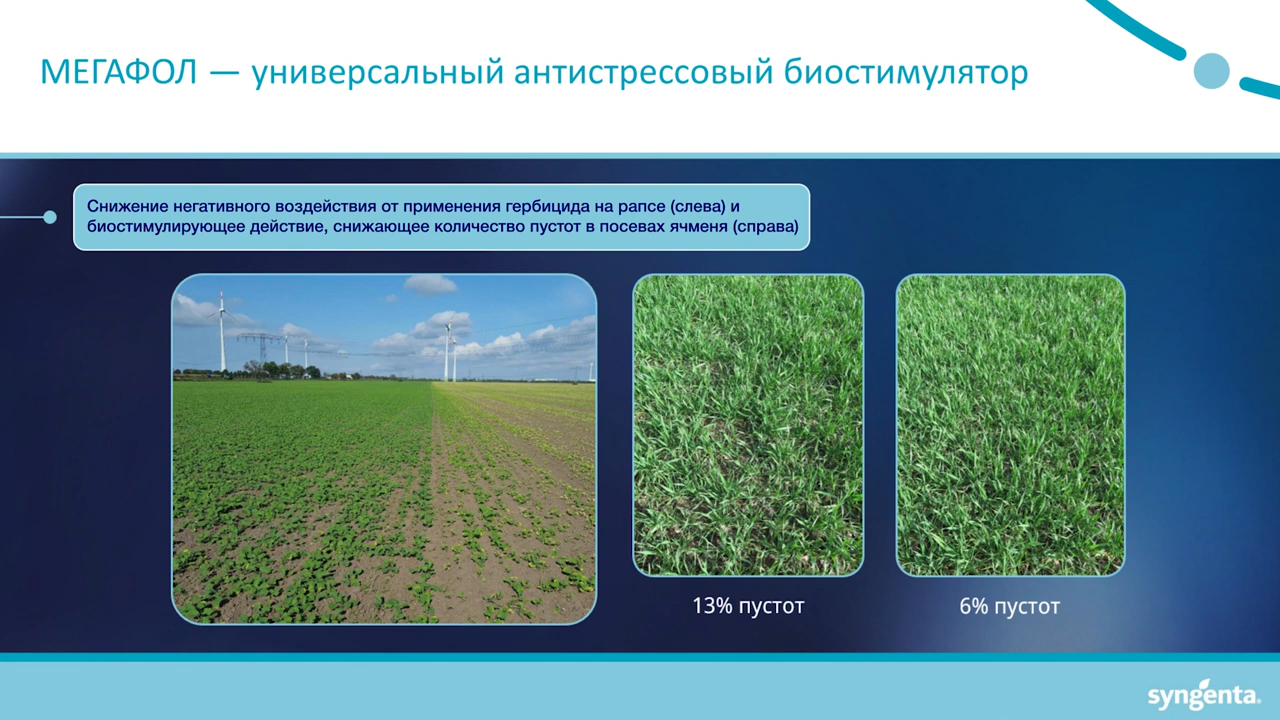 МЕГАФОЛ — универсальный антистрессовый биостимулятор
Снижение негативного воздействия от применения гербицида на рапсе (слева) и
биостимулирующее действие, снижающее количество пустот в посевах ячменя (справа)
13% пустот
6% пустот
syngenta.